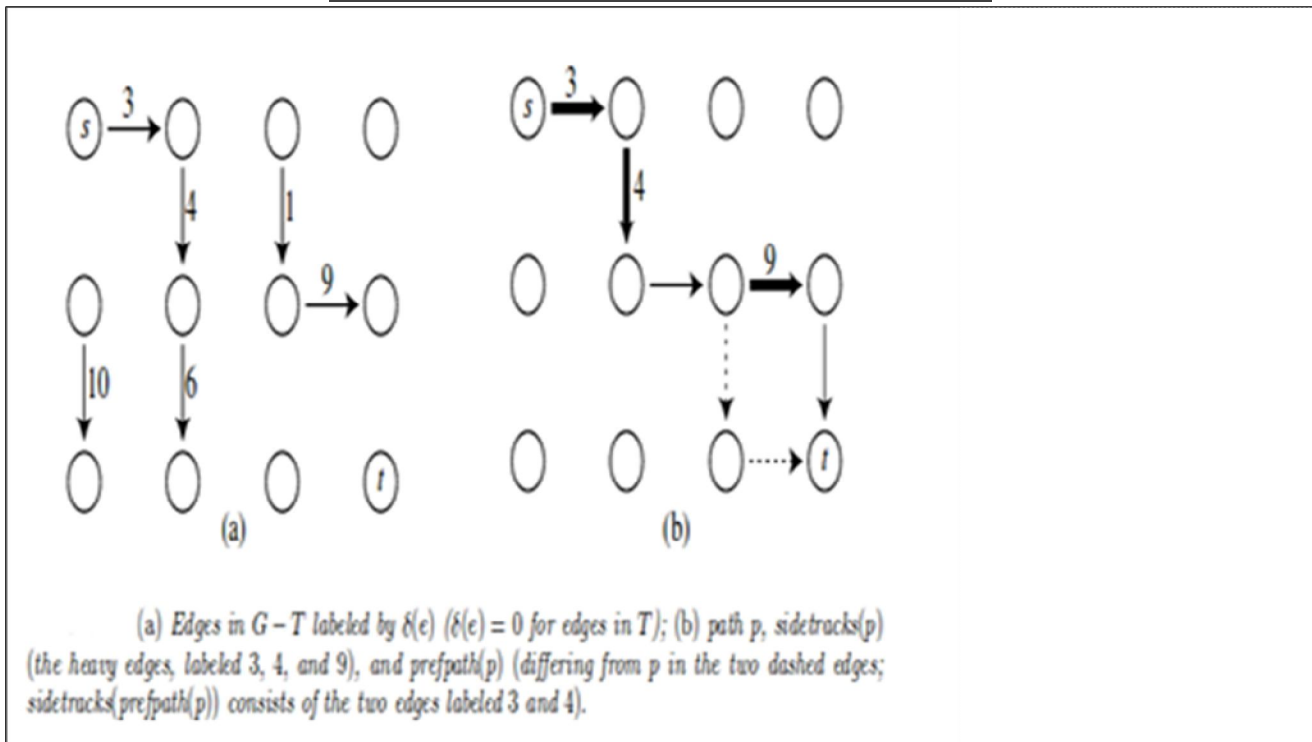 s 3
4 1
9
10 6
t
(a)
s 3
4
9
t
(b)
(a) Edges in G − T labeled by δ(e) (δ(e) = 0 for edges in T); (b) path p, sidetracks(p)
(the heavy edges, labeled 3, 4, and 9), and prefpath(p) (differing from p in the two dashed edges;
sidetracks(prefpath(p)) consists of the two edges labeled 3 and 4).